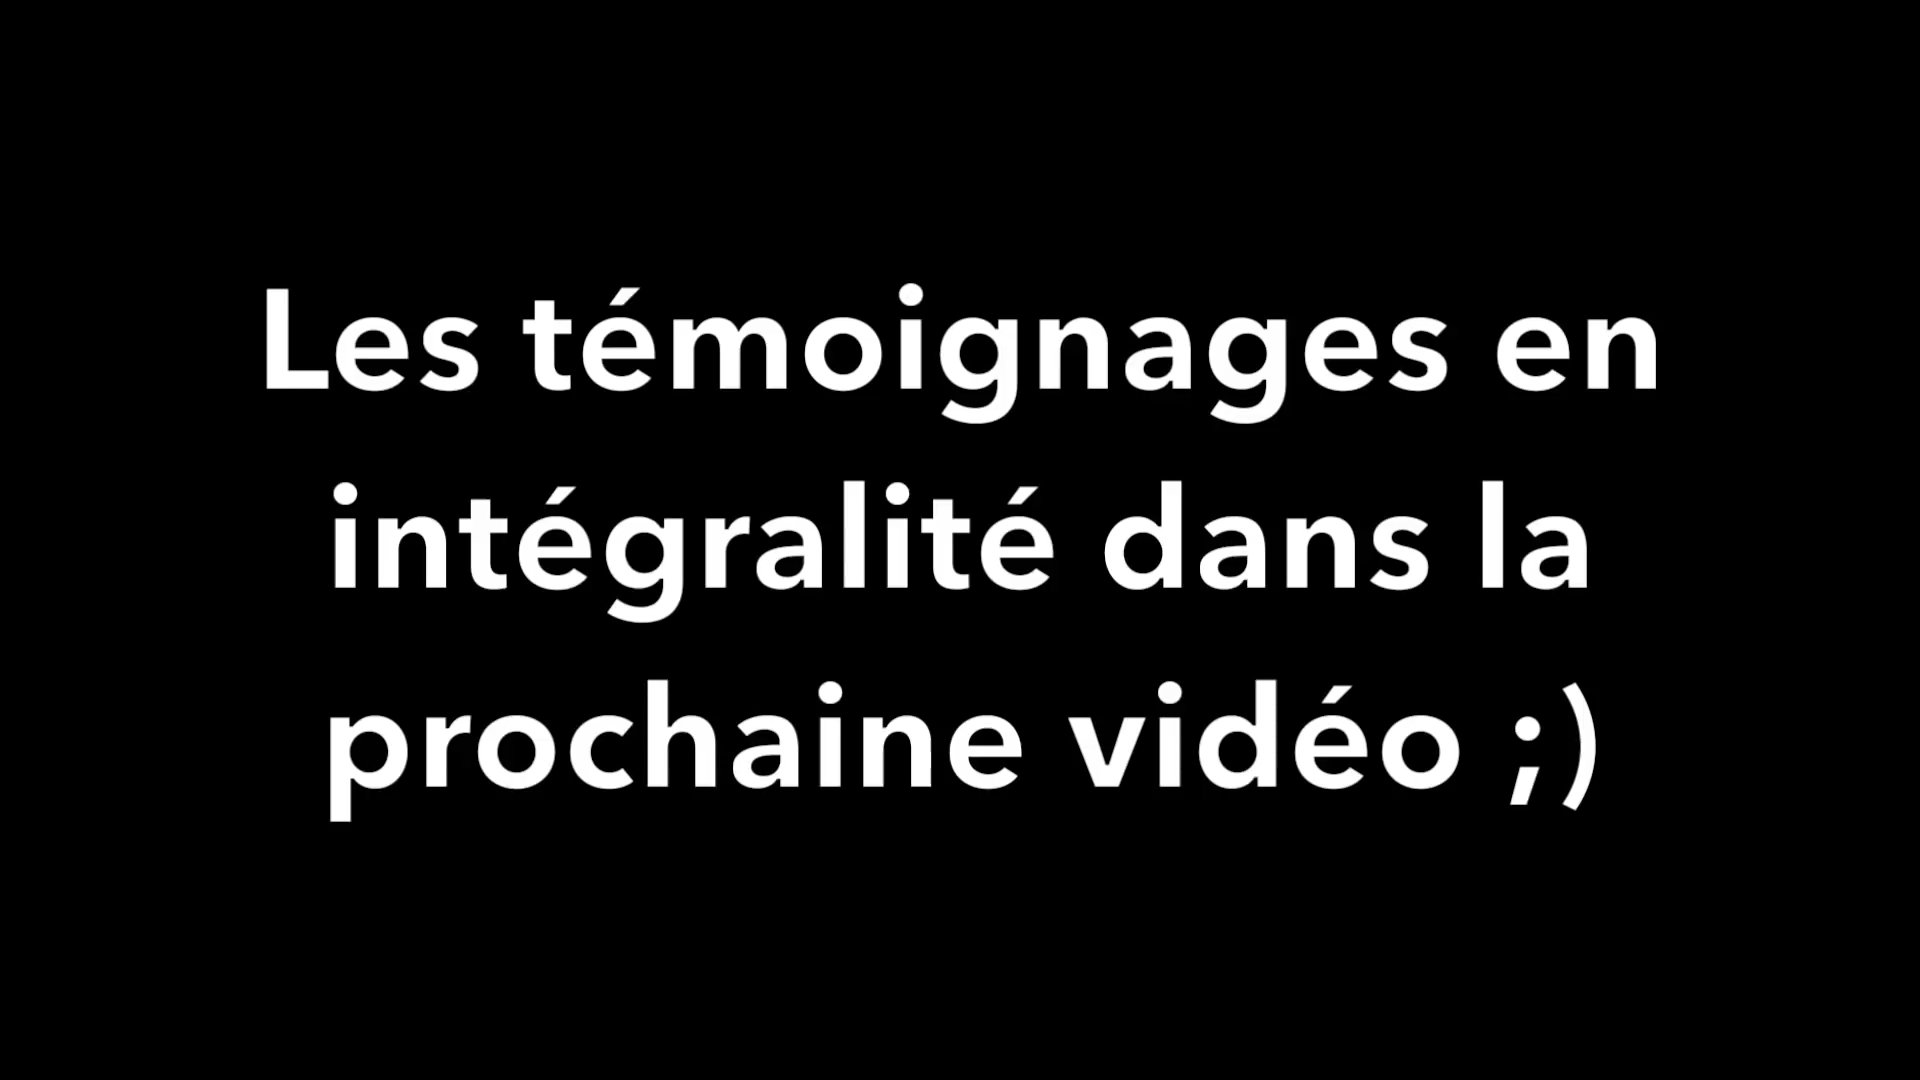 Les témoignages en
intégralité dans la
prochaine vidéo ;)